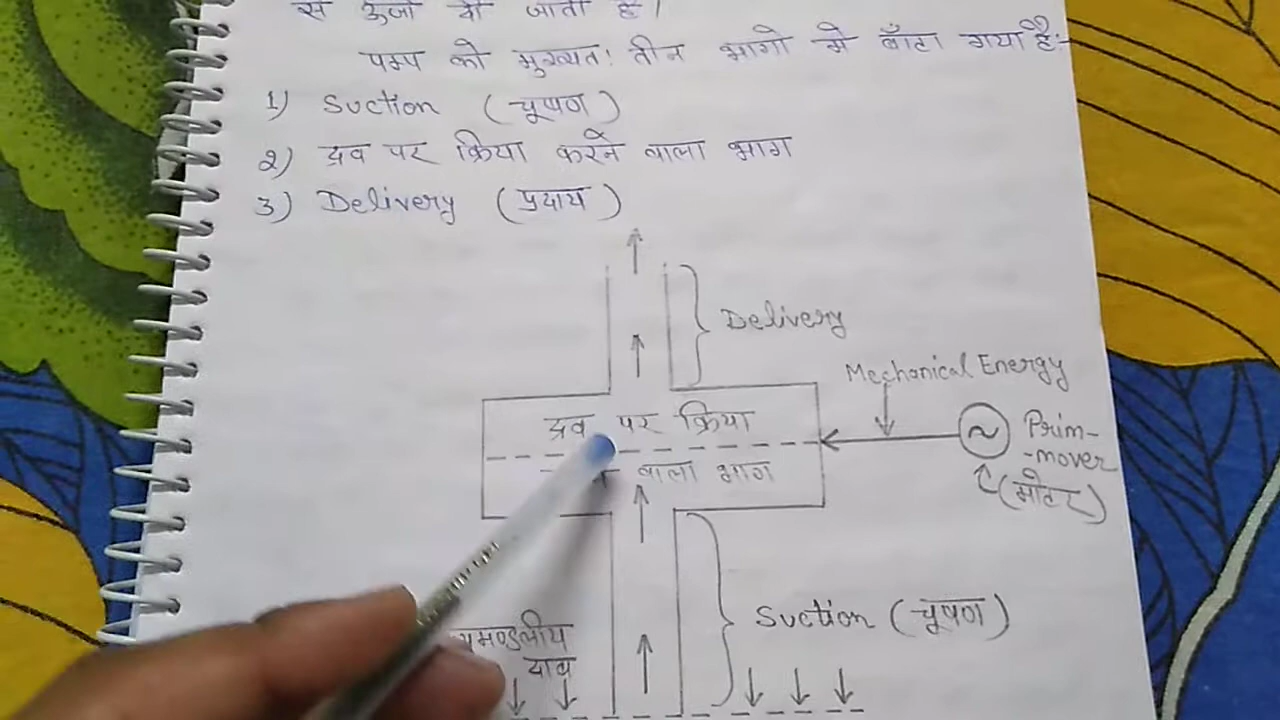 से ऊर्जा दी जाती है।
पम्प को मुख्यतः तीन भागो मे बाँटा गया है:-
1) Suction (चूषण)
2) द्रव पर क्रिया करने वाला भाग
3) Delivery (प्रदाय)
Delivery
Mechanical Energy
द्रव पर क्रिया
वाला भाग
Prim-
-mover
(मोटर)
Suction (चूषण)
दाब